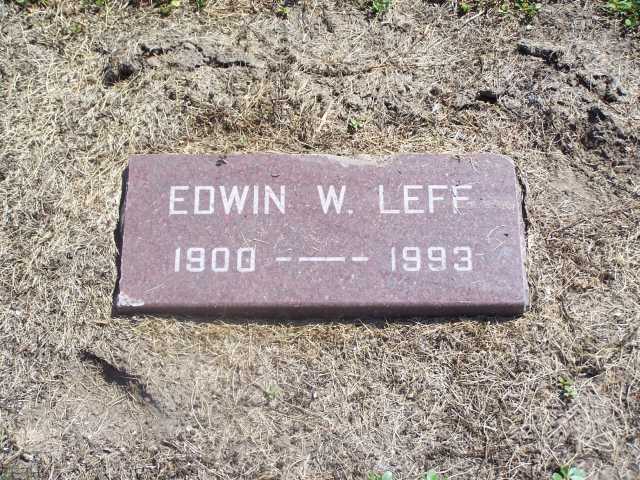 EDWIN W. LEFF
1900 - — - 1993